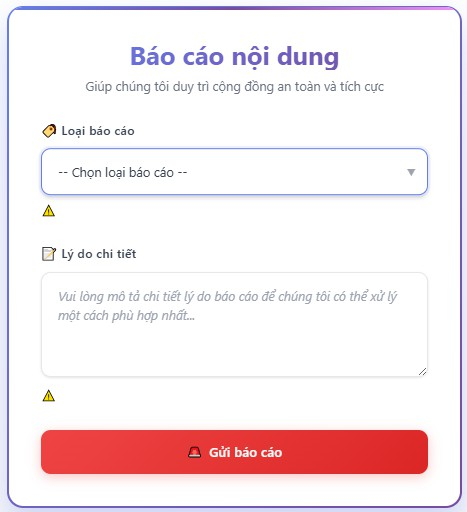 Báo cáo nội dung
Giúp chúng tôi duy trì cộng đồng an toàn và tích cực
Loại báo cáo
-- Chọn loại báo cáo --
Lý do chi tiết
Vui lòng mô tả chi tiết lý do báo cáo để chúng tôi có thể xử lý
một cách phù hợp nhất...
Gửi báo cáo